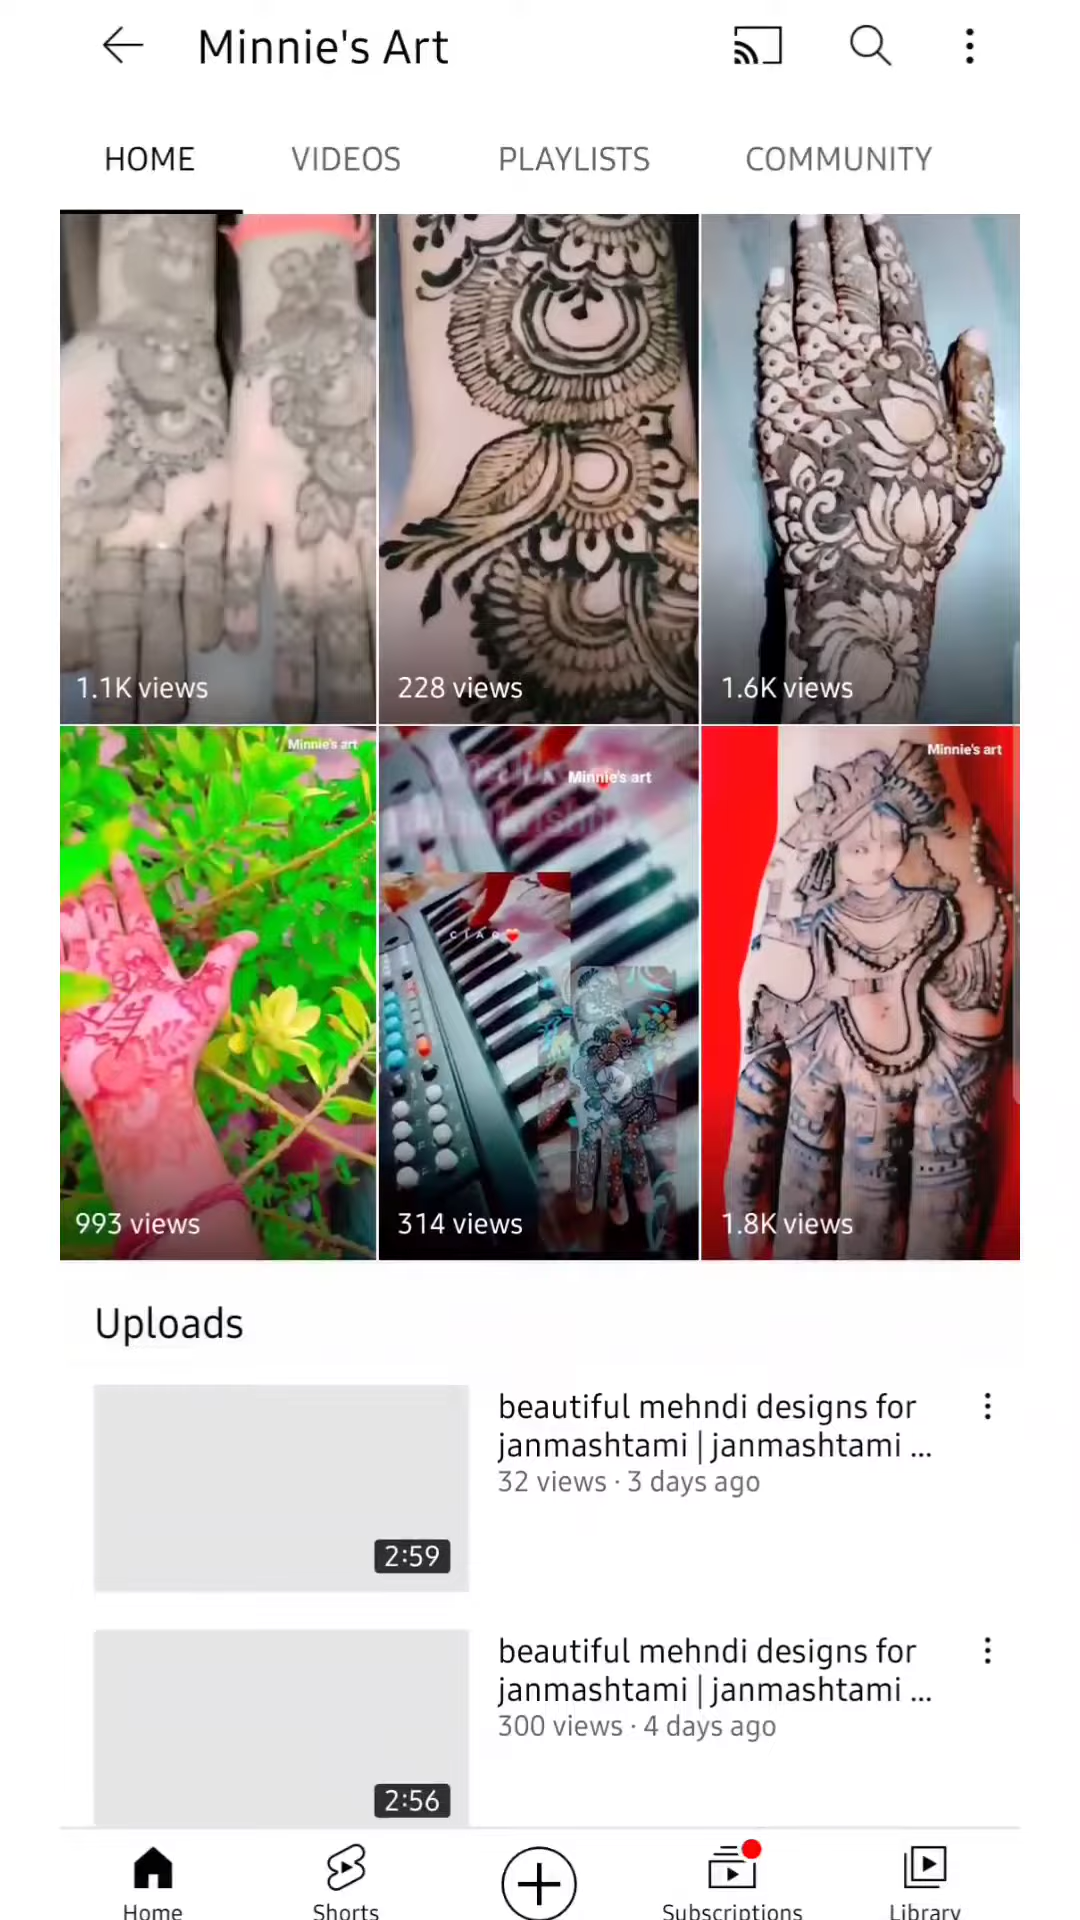 Minnie's Art
HOME VIDEOS PLAYLISTS COMMUNITY
1.1K views
228 views
1.6K views
Minnie's art
993 views
Minnie's art
C I A O
314 views
Minnie's art
1.8K views
Uploads
beautiful mehndi designs for
janmashtami | janmashtami ...
32 views · 3 days ago
2:59
beautiful mehndi designs for
janmashtami | janmashtami ...
300 views · 4 days ago
2:56
Home Shorts Subscriptions Library